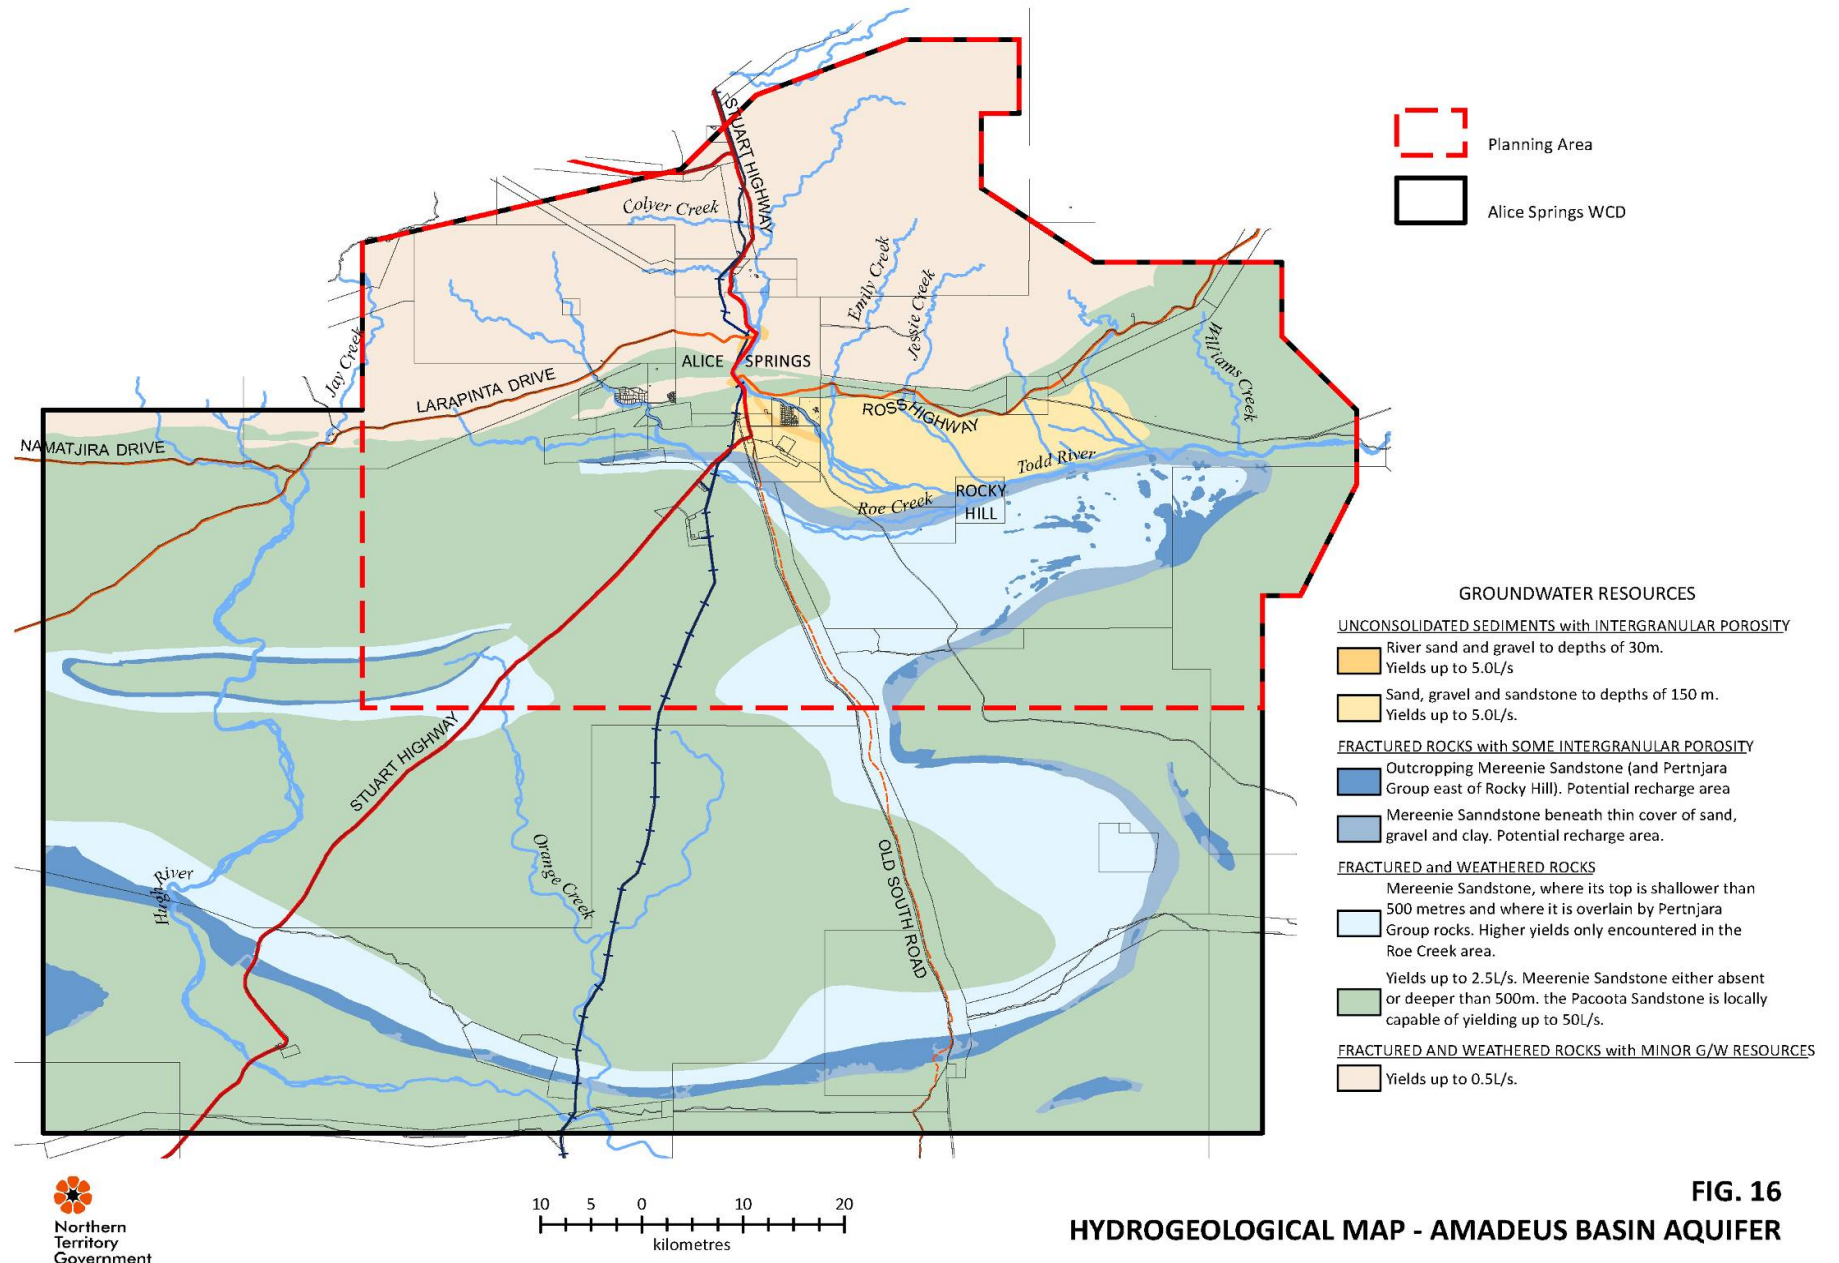 STUART HIGHWAY
Colyer Creek
Emily Creek
Jessie Creek
Williams Creek
Jay Creek
ALICE SPRINGS
LARAPINTA DRIVE
ROSS HIGHWAY
NAMATJIRA DRIVE
Todd River
Roe Creek
ROCKY
HILL
STUART HIGHWAY
Orange Creek
Hugh River
OLD SOUTH ROAD
Planning Area
Alice Springs WCD
GROUNDWATER RESOURCES
UNCONSOLIDATED SEDIMENTS with INTERGRANULAR POROSITY
River sand and gravel to depths of 30m.
Yields up to 5.0L/s
Sand, gravel and sandstone to depths of 150 m.
Yields up to 5.0L/s.
FRACTURED ROCKS with SOME INTERGRANULAR POROSITY
Outcropping Mereenie Sandstone (and Pertnjara
Group east of Rocky Hill). Potential recharge area
Mereenie Sanndstone beneath thin cover of sand,
gravel and clay. Potential recharge area.
FRACTURED and WEATHERED ROCKS
Mereenie Sandstone, where its top is shallower than
500 metres and where it is overlain by Pertnjara
Group rocks. Higher yields only encountered in the
Roe Creek area.
Yields up to 2.5L/s. Meerenie Sandstone either absent
or deeper than 500m. the Pacoota Sandstone is locally
capable of yielding up to 50L/s.
FRACTURED AND WEATHERED ROCKS with MINOR G/W RESOURCES
Yields up to 0.5L/s.
Northern
Territory
Government
10 5 0 10 20
kilometres
FIG. 16
HYDROGEOLOGICAL MAP - AMADEUS BASIN AQUIFER